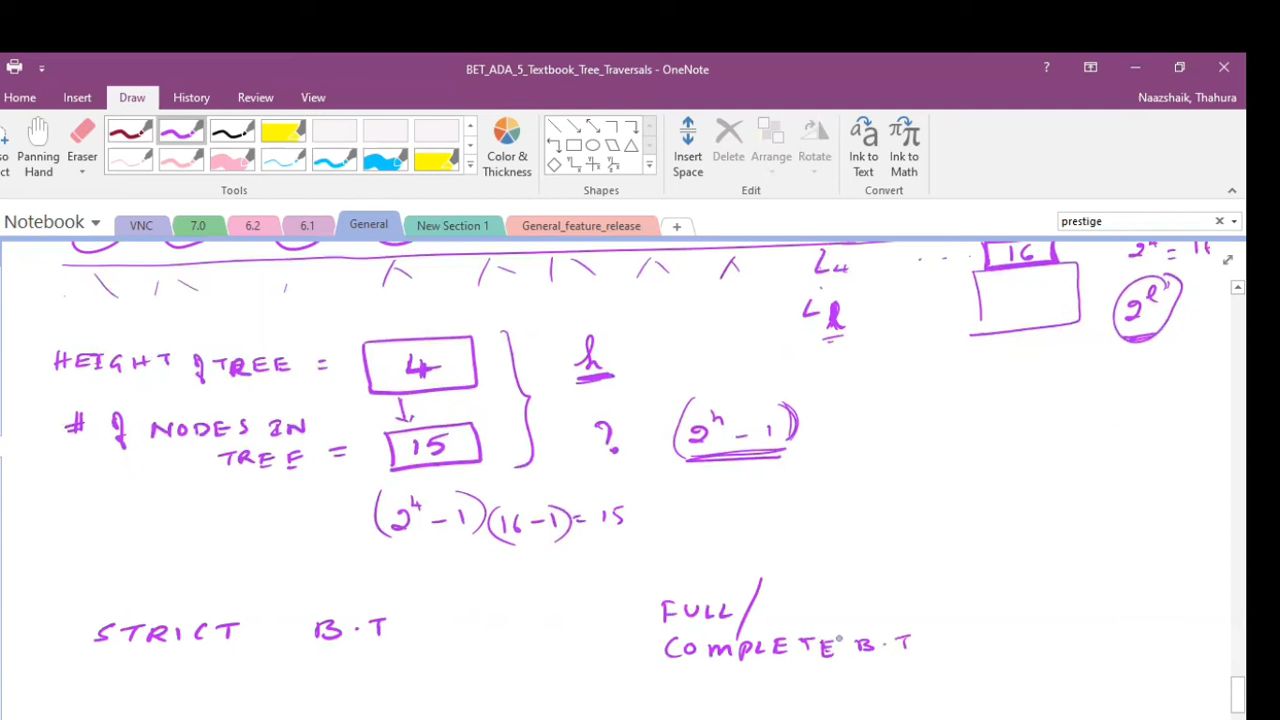 BET_ADA_5_Textbook_Tree_Traversals - OneNote
?
Home Insert Draw History Review View
Naazshaik, Thahura
Panning Hand
Eraser
Color & Thickness
Insert Space
Delete
Arrange
Rotate
Ink to Text
Ink to Math
Tools
Shapes
Edit
Convert
Notebook
VNC 7.0 6.2 6.1 General New Section 1 General_feature_release +
prestige
L4 ... 16
Ll 2^l
HEIGHT of TREE = 4 h
# of NODES IN
TREE = 15 ? (2^h - 1)
(2^4 - 1)(16-1) = 15
FULL/
STRICT B.T
COMPLETE B.T